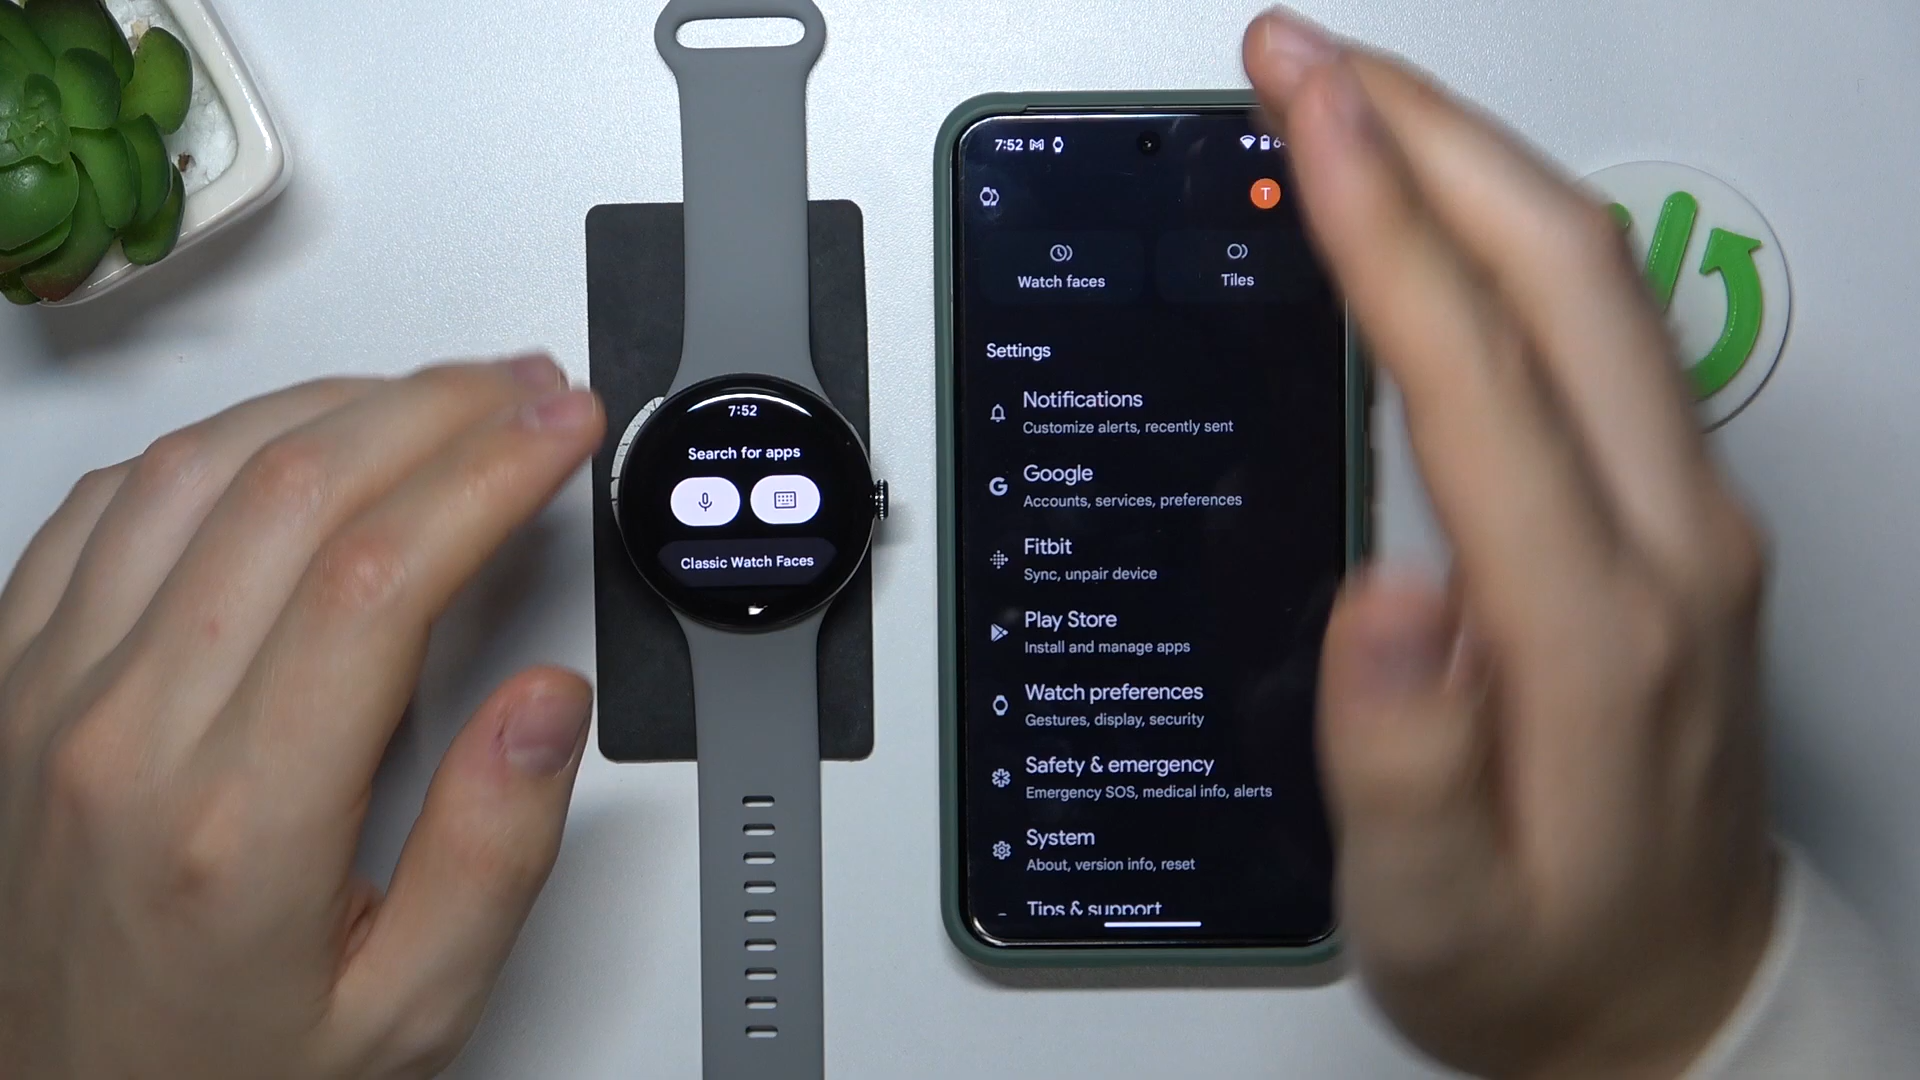 7:52
Search for apps
Classic Watch Faces
7:52
T
Watch faces
Tiles
Settings
Notifications
Customize alerts, recently sent
Google
Accounts, services, preferences
Fitbit
Sync, unpair device
Play Store
Install and manage apps
Watch preferences
Gestures, display, security
Safety & emergency
Emergency SOS, medical info, alerts
System
About, version info, reset
Tips & support